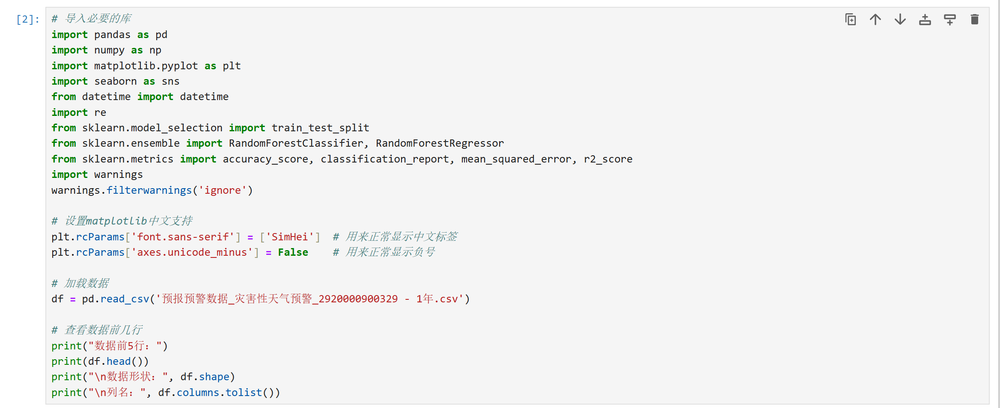 [2]:
# 导入必要的库
import pandas as pd
import numpy as np
import matplotlib.pyplot as plt
import seaborn as sns
from datetime import datetime
import re
from sklearn.model_selection import train_test_split
from sklearn.ensemble import RandomForestClassifier, RandomForestRegressor
from sklearn.metrics import accuracy_score, classification_report, mean_squared_error, r2_score
import warnings
warnings.filterwarnings('ignore')
# 设置matplotlib中文支持
plt.rcParams['font.sans-serif'] = ['SimHei']  # 用来正常显示中文标签
plt.rcParams['axes.unicode_minus'] = False    # 用来正常显示负号
# 加载数据
df = pd.read_csv('预报预警数据_灾害性天气预警_2920000900329 - 1年.csv')
# 查看数据前几行
print("数据前5行：")
print(df.head())
print("\n数据形状：", df.shape)
print("\n列名：", df.columns.tolist())